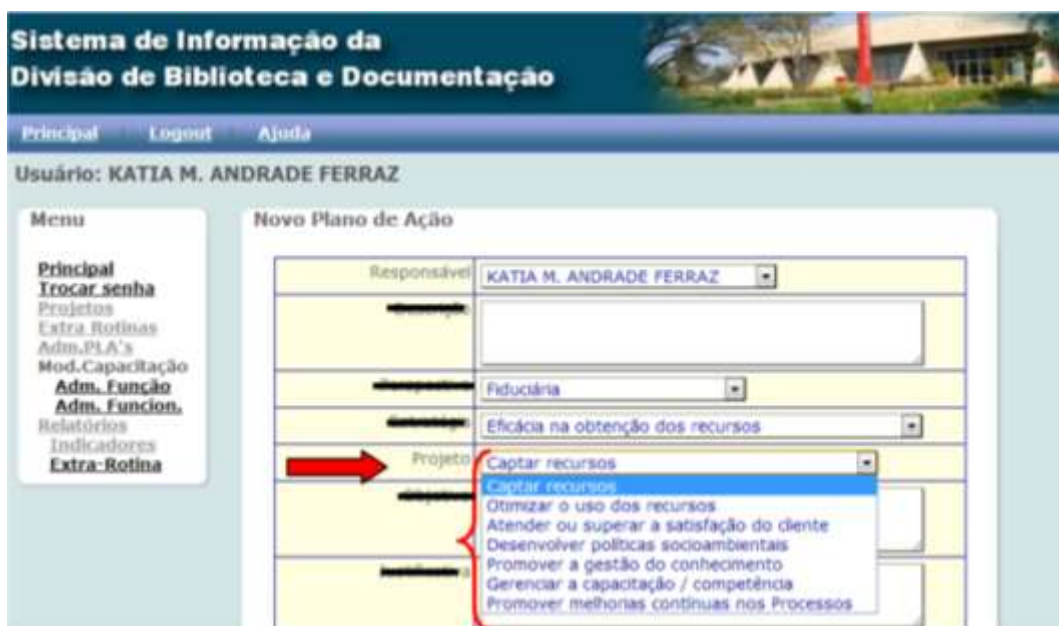 Sistema de Informação da
Divisão de Biblioteca e Documentação
Principal Logout Ajuda
Usuário: KATIA M. ANDRADE FERRAZ
Menu
Principal
Trocar senha
Projetos
Extra Rotinas
Adm.PLA's
Mod.Capacitação
Adm. Função
Adm. Funcion.
Relatórios
Indicadores
Extra-Rotina
Novo Plano de Ação
Responsável KATIA M. ANDRADE FERRAZ
Fiduciária
Eficácia na obtenção dos recursos
Projeto Captar recursos
Captar recursos
Otimizar o uso dos recursos
Atender ou superar a satisfação do cliente
Desenvolver políticas socioambientais
Promover a gestão do conhecimento
Gerenciar a capacitação / competência
Promover melhorias contínuas nos Processos